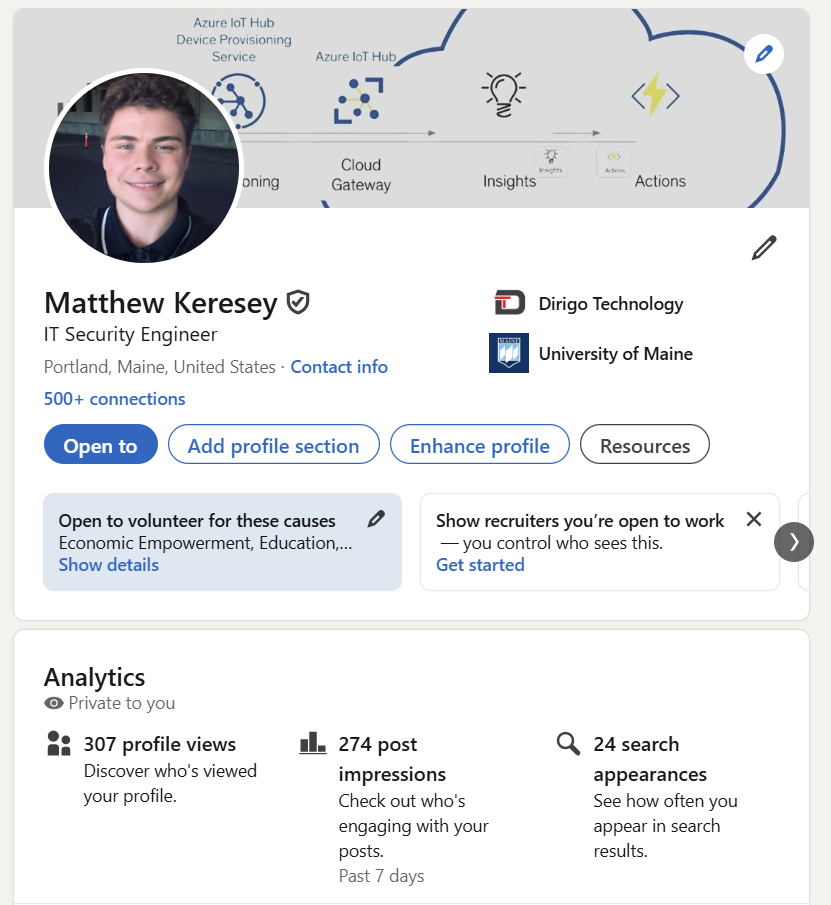 Azure IoT Hub
Device Provisioning
Service
Azure IoT Hub
oning
Cloud
Gateway
Insights
Insights
Actions
Actions
Matthew Keresey
IT Security Engineer
Portland, Maine, United States · Contact info
500+ connections
Dirigo Technology
MAINE
University of Maine
Open to
Add profile section
Enhance profile
Resources
Open to volunteer for these causes
Economic Empowerment, Education,...
Show details
Show recruiters you’re open to work
— you control who sees this.
Get started
Analytics
Private to you
307 profile views
Discover who's viewed
your profile.
274 post
impressions
Check out who's
engaging with your
posts.
Past 7 days
24 search
appearances
See how often you
appear in search
results.